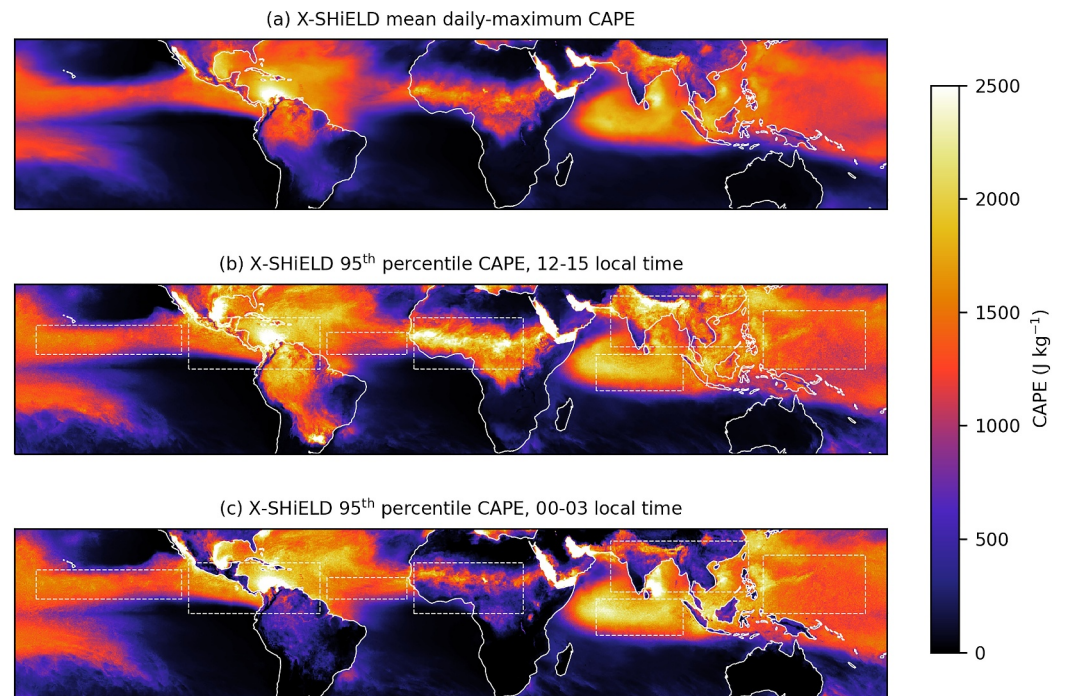 (a) X-SHiELD mean daily-maximum CAPE
(b) X-SHiELD 95th percentile CAPE, 12-15 local time
(c) X-SHiELD 95th percentile CAPE, 00-03 local time
2500
2000
1500
1000
500
0
CAPE (J kg−1)